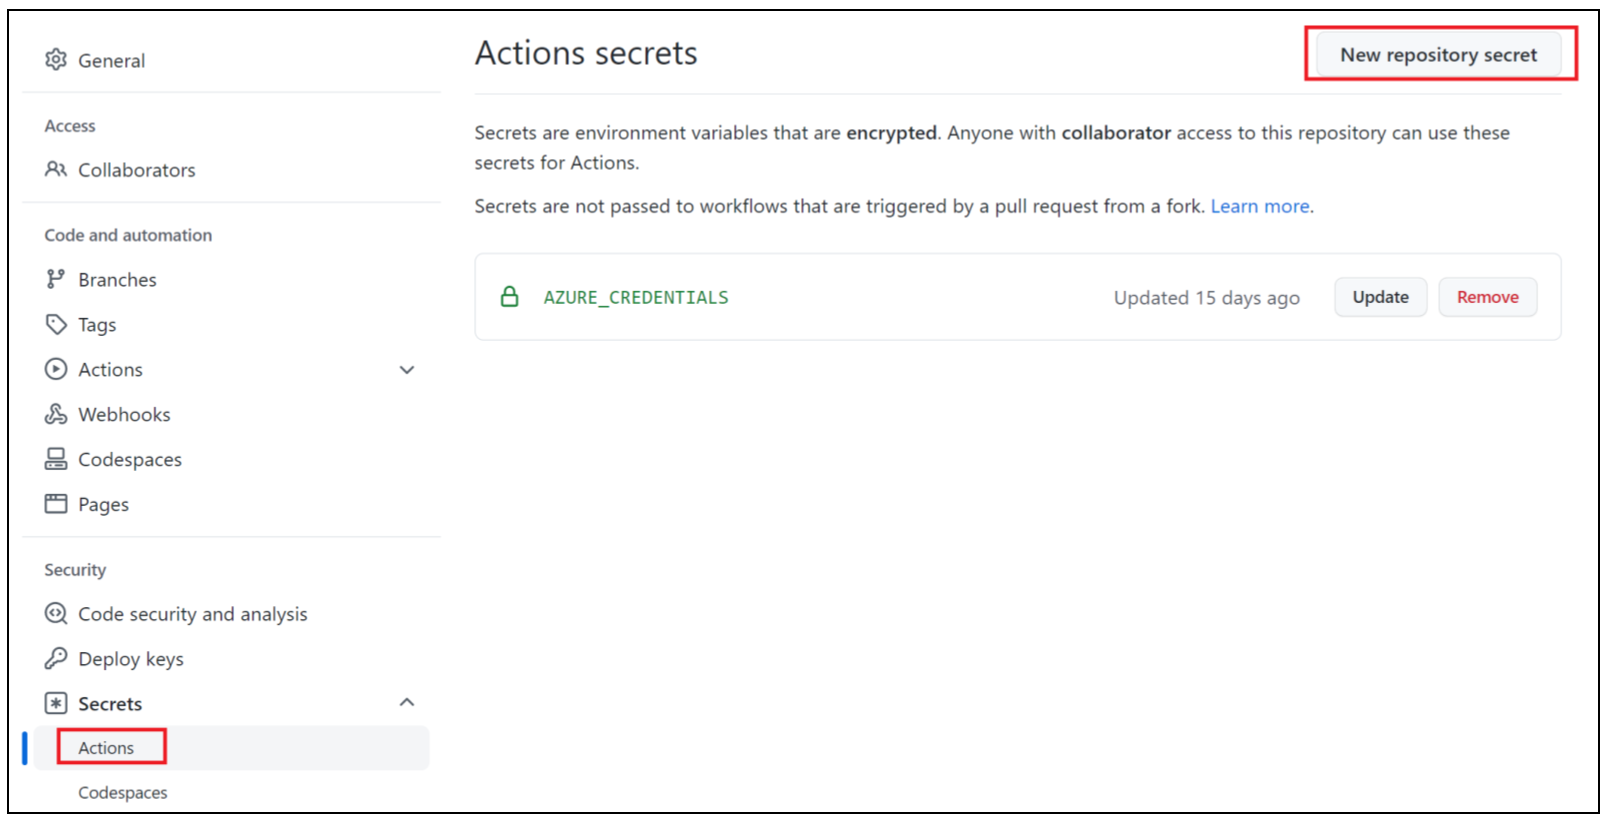 General
Access
Collaborators
Code and automation
Branches
Tags
Actions
Webhooks
Codespaces
Pages
Security
Code security and analysis
Deploy keys
Secrets
Actions
Codespaces
Actions secrets
New repository secret
Secrets are environment variables that are encrypted. Anyone with collaborator access to this repository can use these
secrets for Actions.
Secrets are not passed to workflows that are triggered by a pull request from a fork. Learn more.
AZURE_CREDENTIALS
Updated 15 days ago
Update
Remove